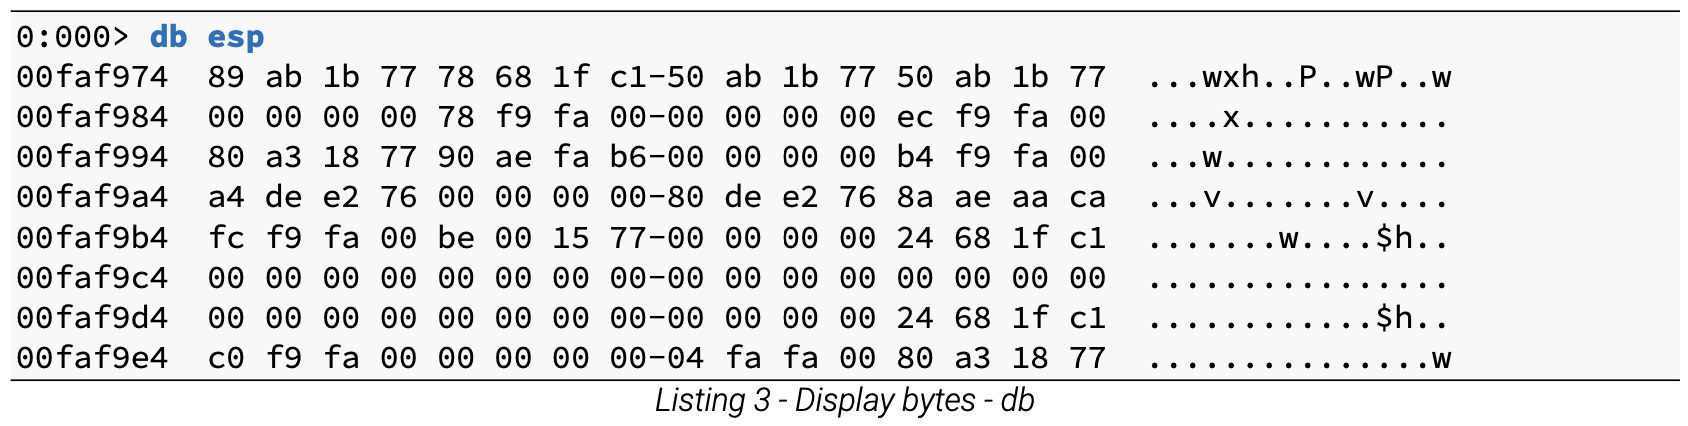 0:000> db esp
00faf974  89 ab 1b 77 78 68 1f c1-50 ab 1b 77 50 ab 1b 77  ...wxh..P..wP..w
00faf984  00 00 00 00 78 f9 fa 00-00 00 00 00 ec f9 fa 00  ....x...........
00faf994  80 a3 18 77 90 ae fa b6-00 00 00 00 b4 f9 fa 00  ...w............
00faf9a4  a4 de e2 76 00 00 00 00-80 de e2 76 8a ae aa ca  ...v.......v....
00faf9b4  fc f9 fa 00 be 00 15 77-00 00 00 00 24 68 1f c1  .......w....$h..
00faf9c4  00 00 00 00 00 00 00 00-00 00 00 00 00 00 00 00  ................
00faf9d4  00 00 00 00 00 00 00 00-00 00 00 00 24 68 1f c1  ............$h..
00faf9e4  c0 f9 fa 00 00 00 00 00-04 fa fa 00 80 a3 18 77  ...............w
Listing 3 - Display bytes - db